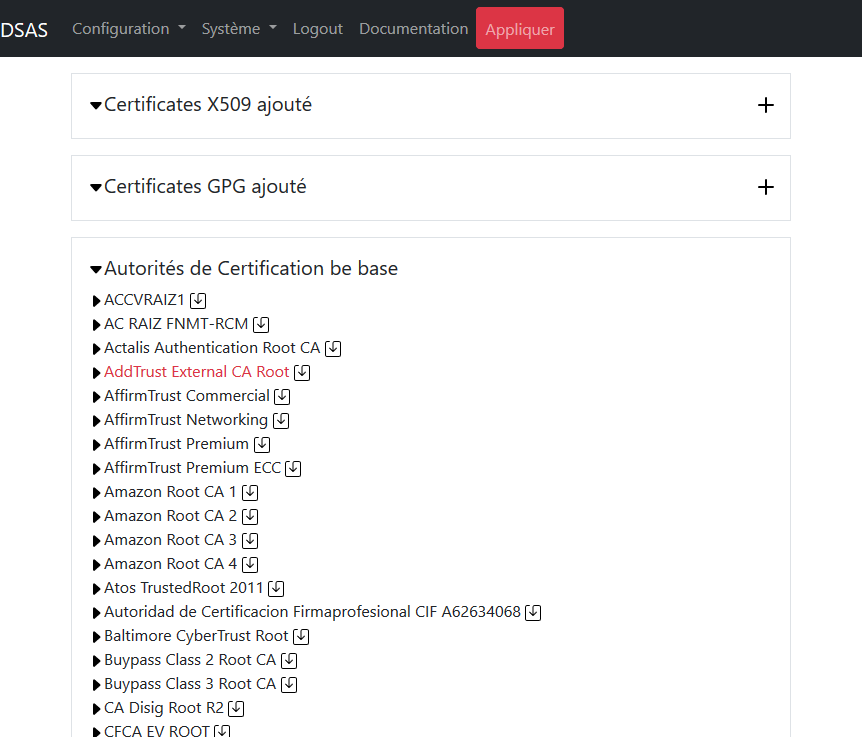 DSAS Configuration Système Logout Documentation Appliquer
Certificates X509 ajouté
Certificates GPG ajouté
Autorités de Certification be base
ACCVRAIZ1
AC RAIZ FNMT-RCM
Actalis Authentication Root CA
AddTrust External CA Root
AffirmTrust Commercial
AffirmTrust Networking
AffirmTrust Premium
AffirmTrust Premium ECC
Amazon Root CA 1
Amazon Root CA 2
Amazon Root CA 3
Amazon Root CA 4
Atos TrustedRoot 2011
Autoridad de Certificacion Firmaprofesional CIF A62634068
Baltimore CyberTrust Root
Buypass Class 2 Root CA
Buypass Class 3 Root CA
CA Disig Root R2
CFCA EV ROOT